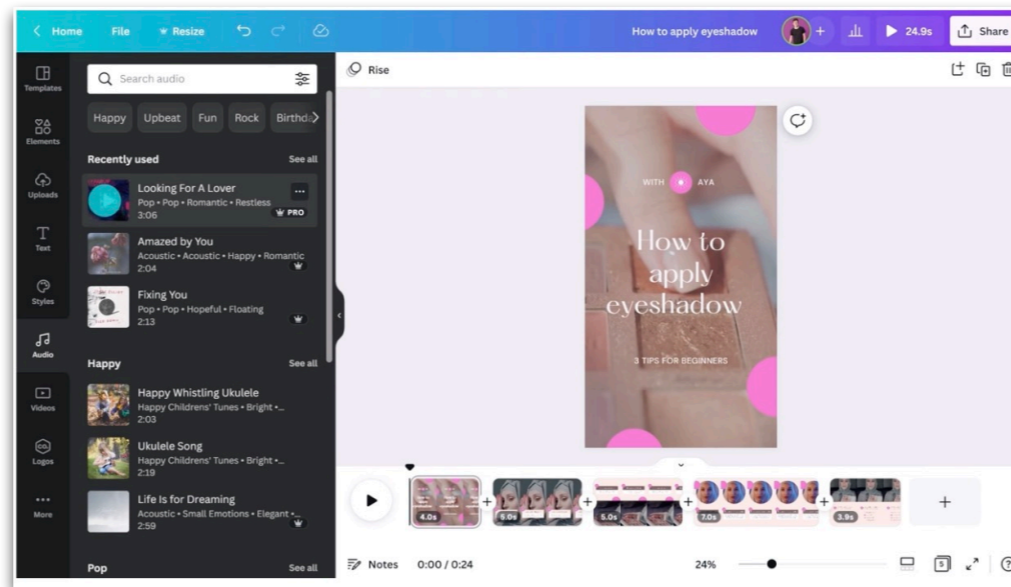 Home File Resize How to apply eyeshadow + 24.9s Share
Templates
Elements
Uploads
Text
Styles
Audio
Videos
Logos
More
Search audio
Happy Upbeat Fun Rock Birthda
Recently used See all
Looking For A Lover
Pop • Pop • Romantic • Restless
3:06 PRO
Amazed by You
Acoustic • Acoustic • Happy • Romantic
2:04
Fixing You
Pop • Pop • Hopeful • Floating
2:13
Happy See all
Happy Whistling Ukulele
Happy Childrens' Tunes • Bright •...
2:03
Ukulele Song
Happy Childrens' Tunes • Bright •...
2:19
Life Is for Dreaming
Acoustic • Small Emotions • Elegant •...
2:59
Pop See all
Rise
WITH AYA
How to
apply
eyeshadow
3 TIPS FOR BEGINNERS
4.0s + 5.0s + 5.0s + 7.0s + 3.9s +
Notes 0:00 / 0:24 24% 5 ?